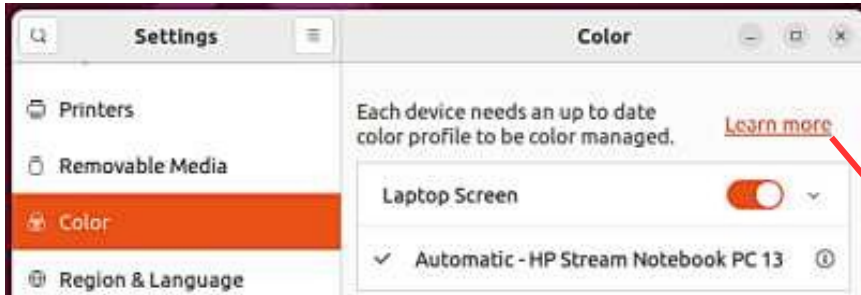 Settings
Color
Printers
Removable Media
Color
Region & Language
Each device needs an up to date
color profile to be color managed.
Learn more
Laptop Screen
Automatic - HP Stream Notebook PC 13